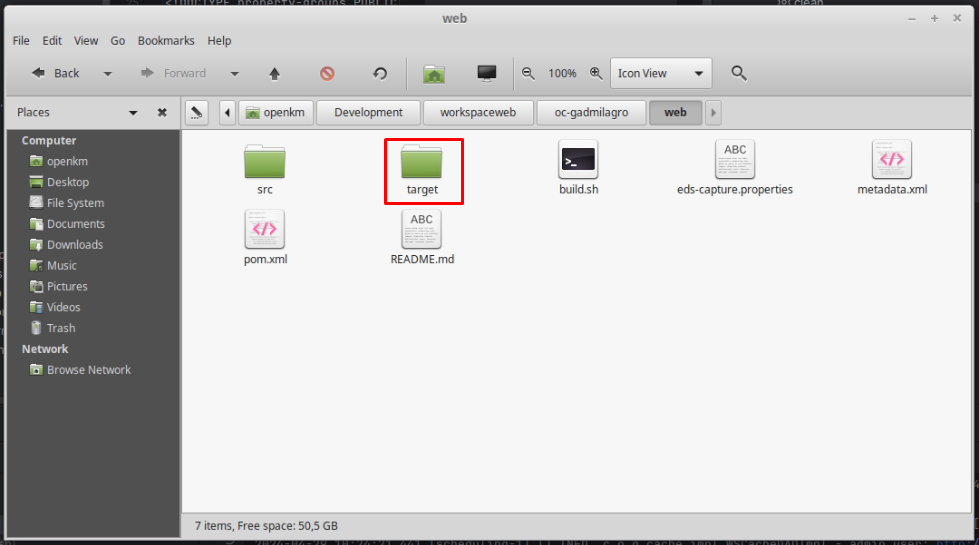 web
File Edit View Go Bookmarks Help
Back Forward 100% Icon View
Places openkm Development workspaceweb oc-gadmilagro web
Computer
openkm
Desktop
File System
Documents
Downloads
Music
Pictures
Videos
Trash
Network
Browse Network
src target build.sh eds-capture.properties metadata.xml
pom.xml README.md
7 items, Free space: 50,5 GB